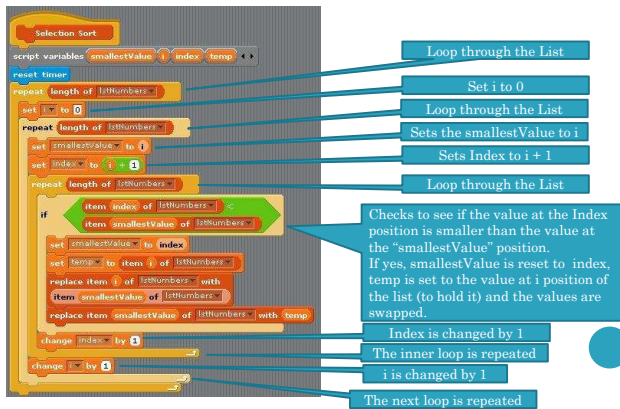 Selection Sort
script variables smallestValue i index temp
reset timer
repeat length of lstNumbers
set i to 0
repeat length of lstNumbers
set smallestValue to i
set index to i + 1
repeat length of lstNumbers
if item index of lstNumbers <
item smallestValue of lstNumbers
set smallestValue to index
set temp to item i of lstNumbers
replace item i of lstNumbers with
item smallestValue of lstNumbers
replace item smallestValue of lstNumbers with temp
change index by 1
change i by 1
Loop through the List
Set i to 0
Loop through the List
Sets the smallestValue to i
Sets Index to i + 1
Loop through the List
Checks to see if the value at the Index
position is smaller than the value at
the “smallestValue” position.
If yes, smallestValue is reset to index,
temp is set to the value at i position of
the list (to hold it) and the values are
swapped.
Index is changed by 1
The inner loop is repeated
i is changed by 1
The next loop is repeated